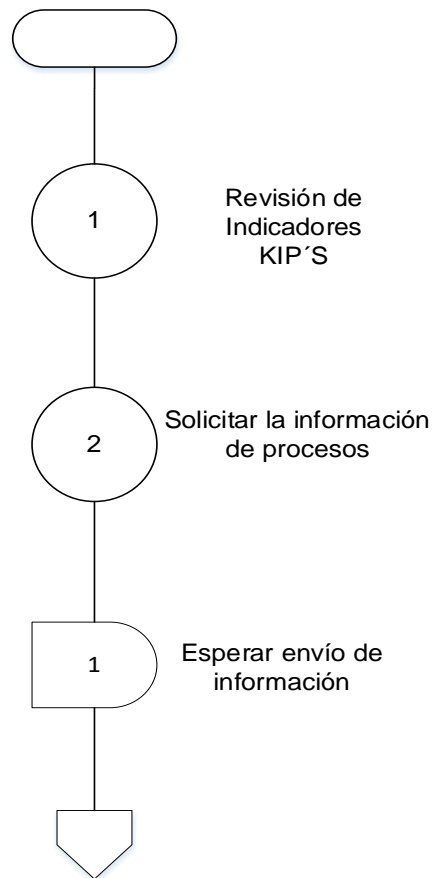 1
Revisión de
Indicadores
KIP´S
2
Solicitar la información
de procesos
1
Esperar envío de
información